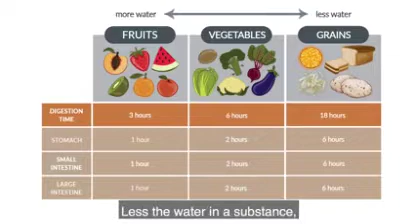 more water less water
FRUITS VEGETABLES GRAINS
DIGESTION TIME 3 hours 6 hours 18 hours
STOMACH 1 hour 2 hours 6 hours
SMALL INTESTINE 1 hour 2 hours 6 hours
LARGE INTESTINE 1 hour 2 hours 6 hours
Less the water in a substance,